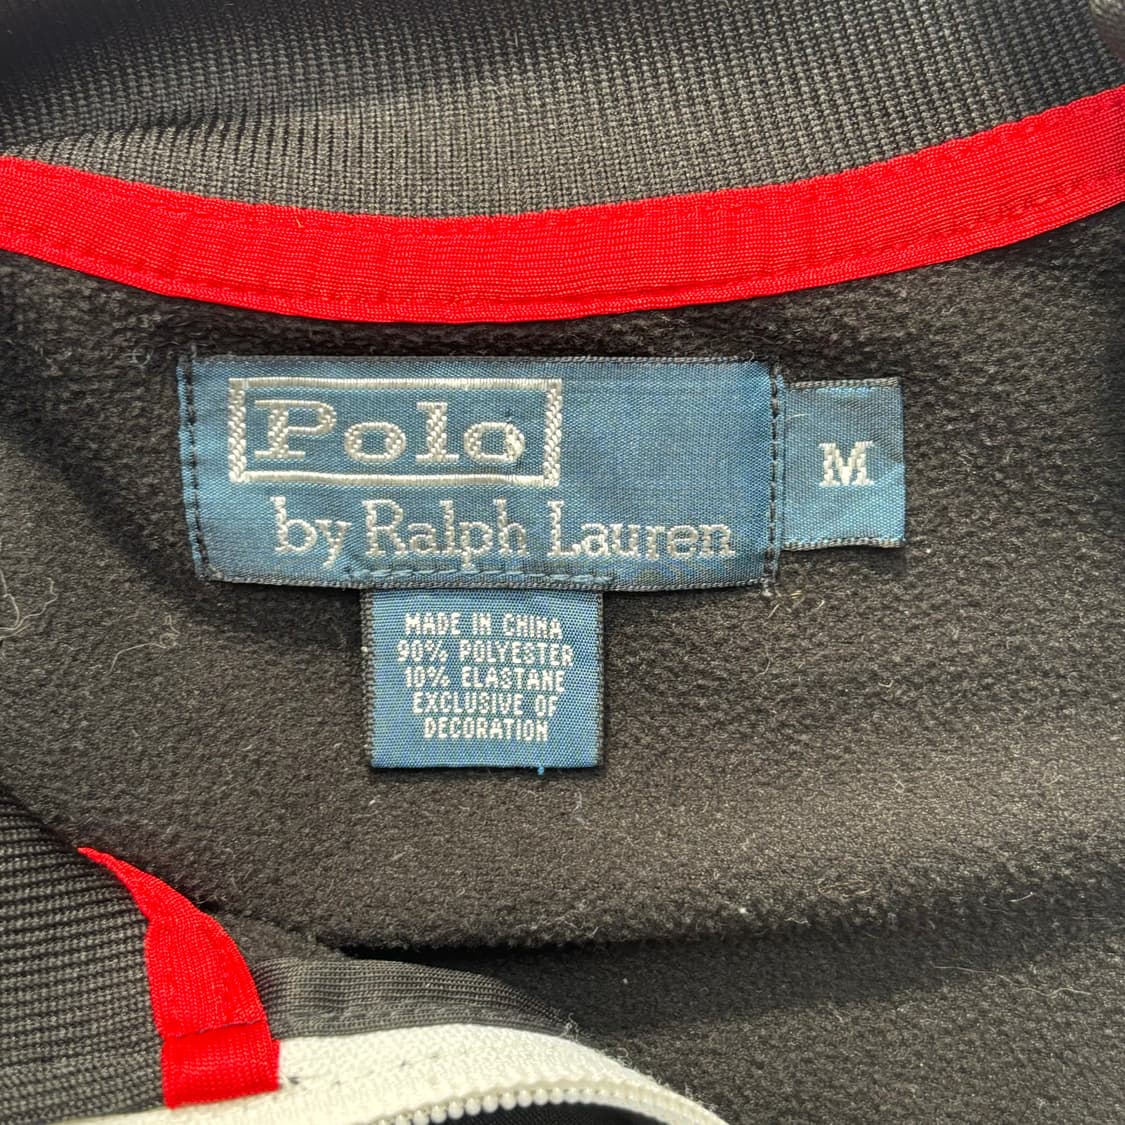 Polo
by Ralph Lauren
M
MADE IN CHINA
90% POLYESTER
10% ELASTANE
EXCLUSIVE OF
DECORATION